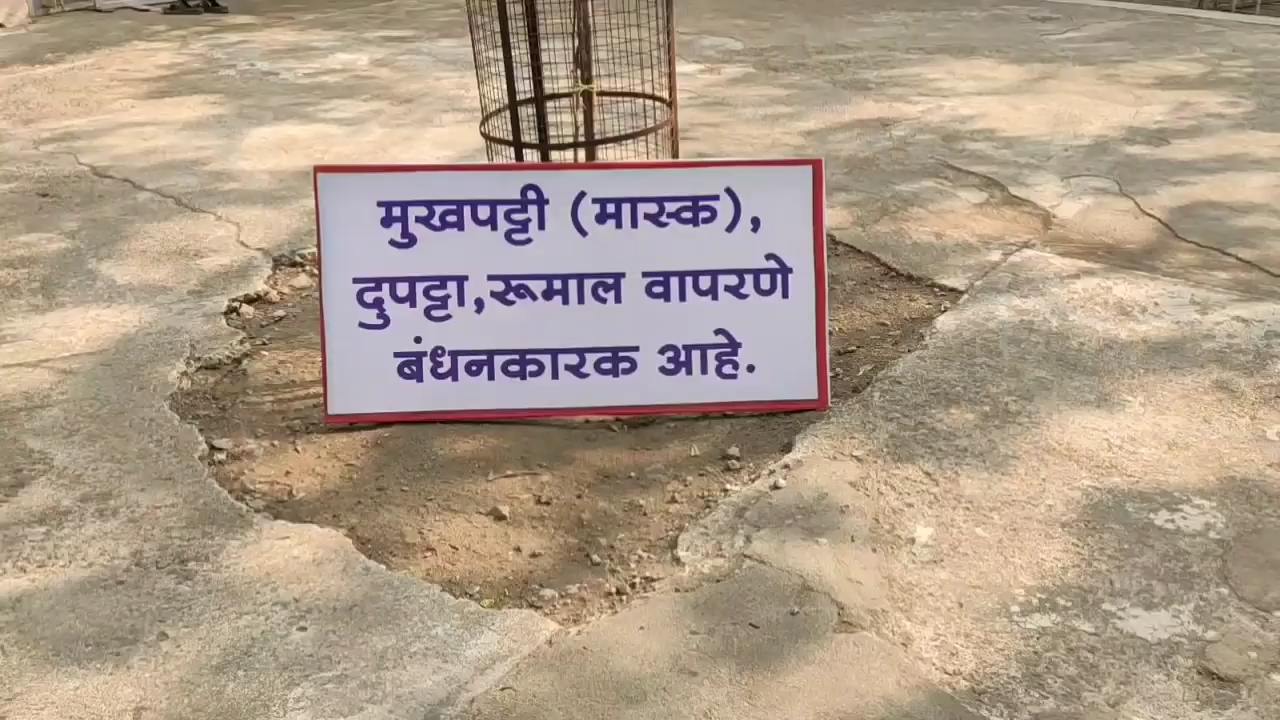 मुखपट्टी (मास्क),
दुपट्टा,रूमाल वापरणे
बंधनकारक आहे.